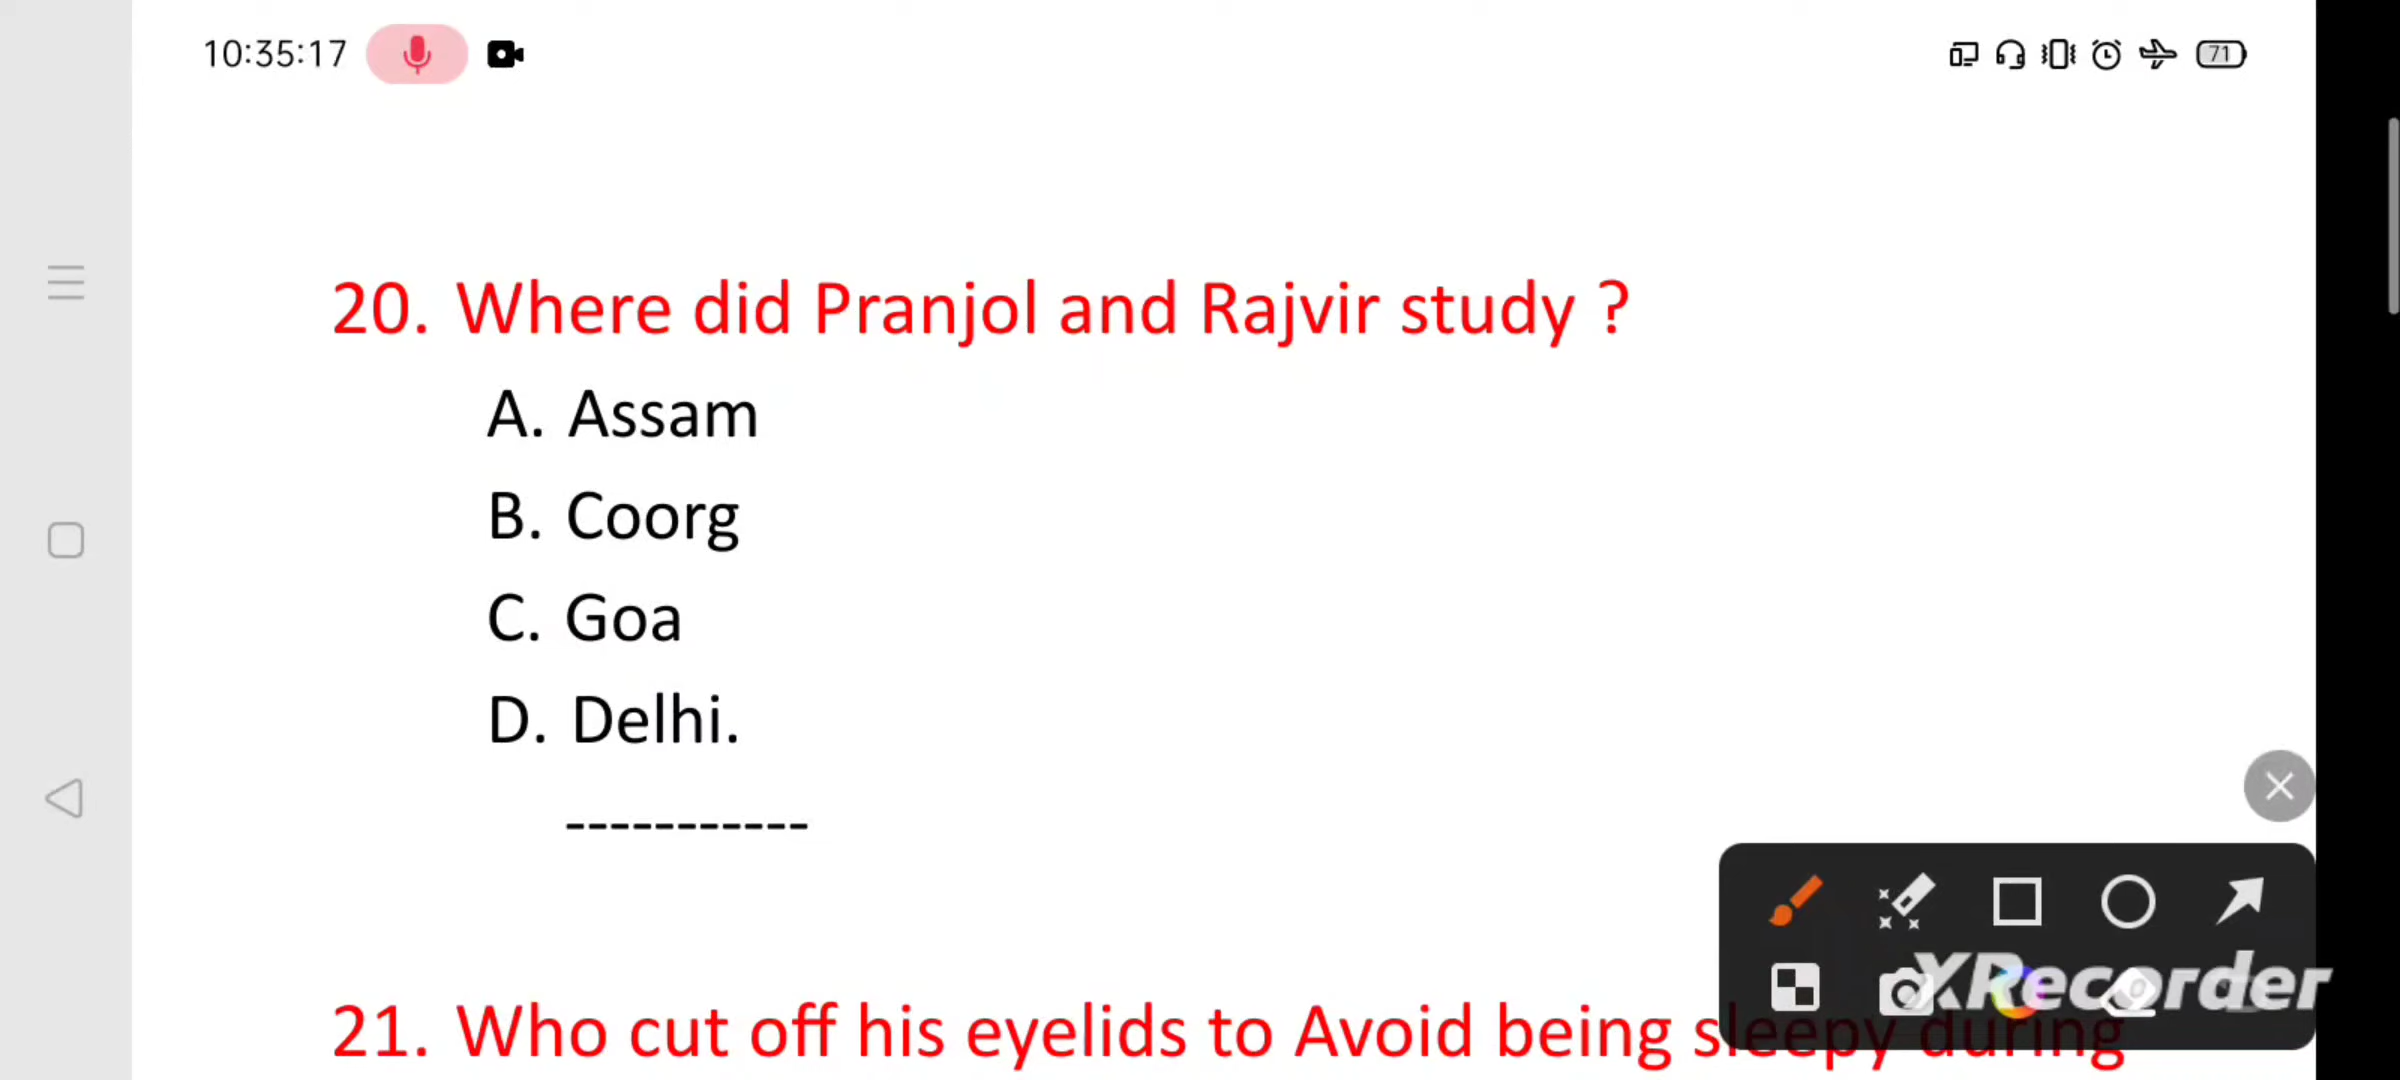 10:35:17
71
20. Where did Pranjol and Rajvir study ?
A. Assam
B. Coorg
C. Goa
D. Delhi.
-----------
XRecorder
21. Who cut off his eyelids to Avoid being sleepy during